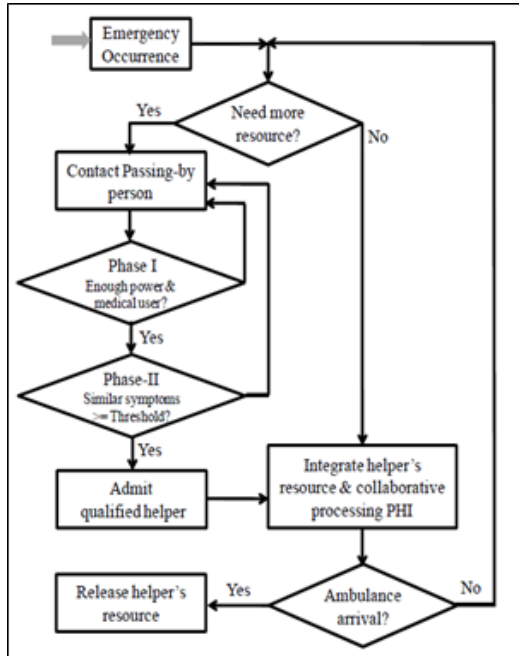 Emergency
Occurrence
Need more
resource?
Yes
No
Contact Passing-by
person
Phase I
Enough power &
medical user?
Yes
Phase-II
Similar symptoms
>= Threshold?
Yes
Admit
qualified helper
Integrate helper's
resource & collaborative
processing PHI
Ambulance
arrival?
Yes
No
Release helper's
resource